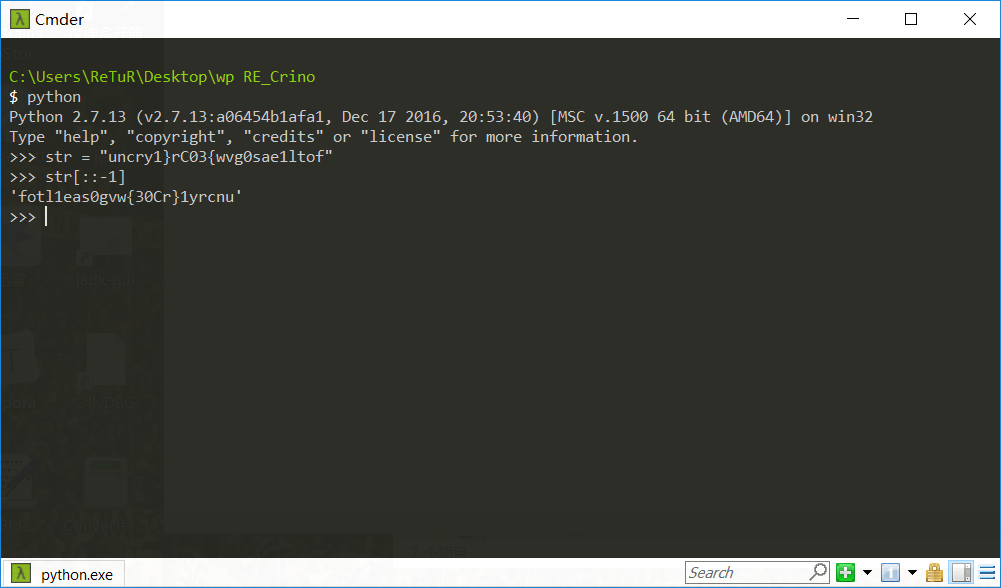 Cmder
C:\Users\ReTuR\Desktop\wp RE_Crino
$ python
Python 2.7.13 (v2.7.13:a06454b1afa1, Dec 17 2016, 20:53:40) [MSC v.1500 64 bit (AMD64)] on win32
Type "help", "copyright", "credits" or "license" for more information.
>>> str = "uncry1}rC03{wvg0sae1ltof"
>>> str[::-1]
'fotl1eas0gvw{30Cr}1yrcnu'
>>>
python.exe
Search